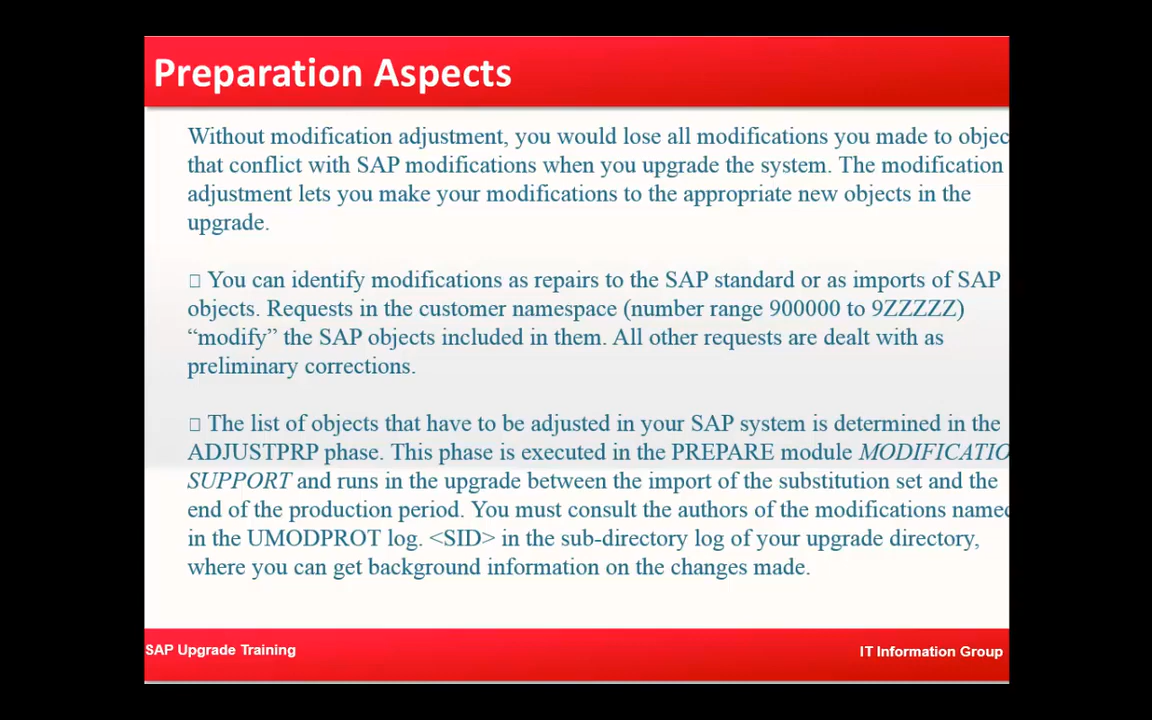 Preparation Aspects
Without modification adjustment, you would lose all modifications you made to objec
that conflict with SAP modifications when you upgrade the system. The modification
adjustment lets you make your modifications to the appropriate new objects in the
upgrade.
You can identify modifications as repairs to the SAP standard or as imports of SAP
objects. Requests in the customer namespace (number range 900000 to 9ZZZZZ)
“modify” the SAP objects included in them. All other requests are dealt with as
preliminary corrections.
The list of objects that have to be adjusted in your SAP system is determined in the
ADJUSTPRP phase. This phase is executed in the PREPARE module MODIFICATIO
SUPPORT and runs in the upgrade between the import of the substitution set and the
end of the production period. You must consult the authors of the modifications named
in the UMODPROT log. <SID> in the sub-directory log of your upgrade directory,
where you can get background information on the changes made.
SAP Upgrade Training
IT Information Group